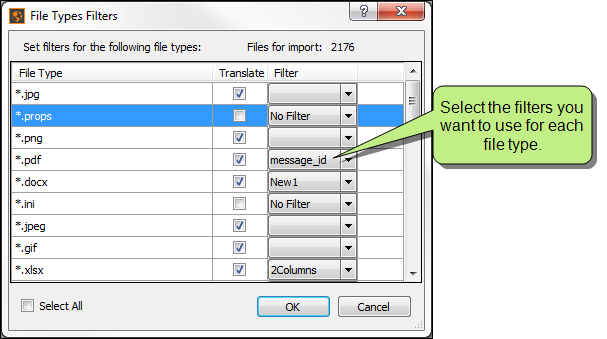 File Types Filters
Set filters for the following file types: Files for import: 2176
File Type Translate Filter
*.jpg
*.props No Filter
*.png
*.pdf message_id
*.docx New1
*.ini No Filter
*.jpeg
*.gif
*.xlsx 2Columns
Select All OK Cancel
Select the filters you
want to use for each
file type.